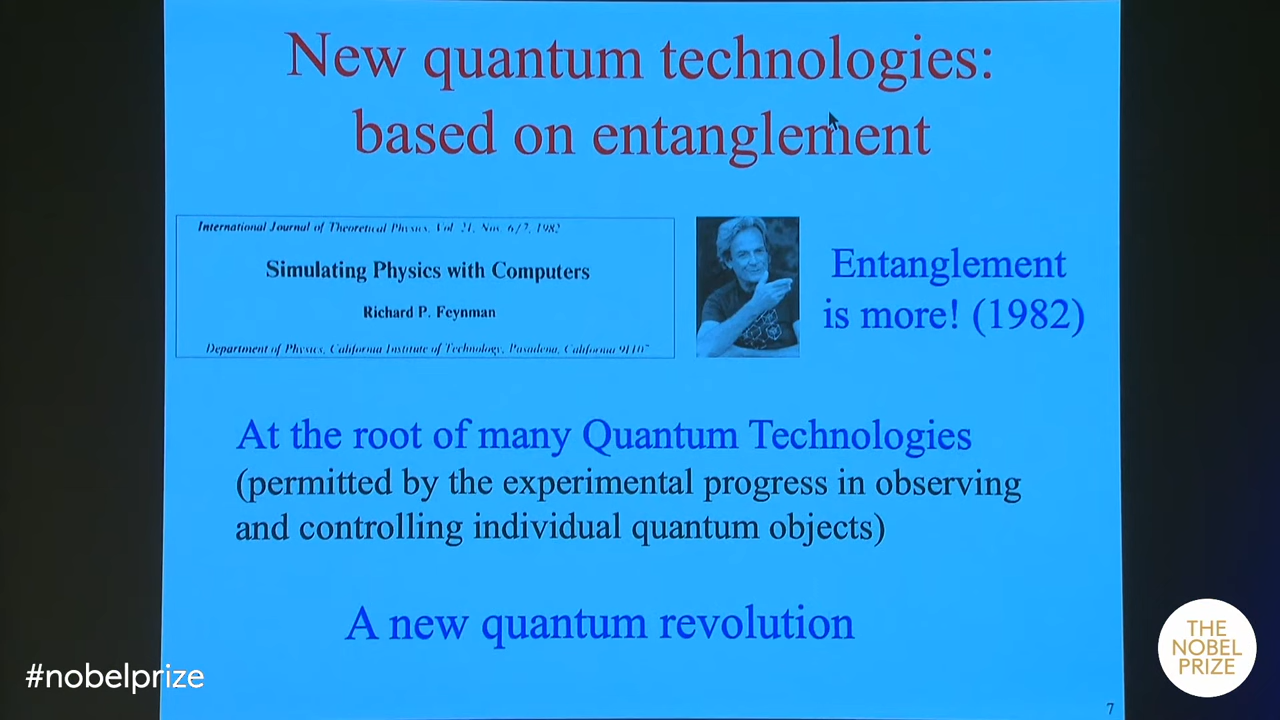 New quantum technologies:
based on entanglement
International Journal of Theoretical Physics, Vol. 21, Nos. 6/7, 1982
Simulating Physics with Computers
Richard P. Feynman
Department of Physics, California Institute of Technology, Pasadena, California
Entanglement
is more! (1982)
At the root of many Quantum Technologies
(permitted by the experimental progress in observing
and controlling individual quantum objects)
A new quantum revolution
#nobelprize
THE
NOBEL
PRIZE
7